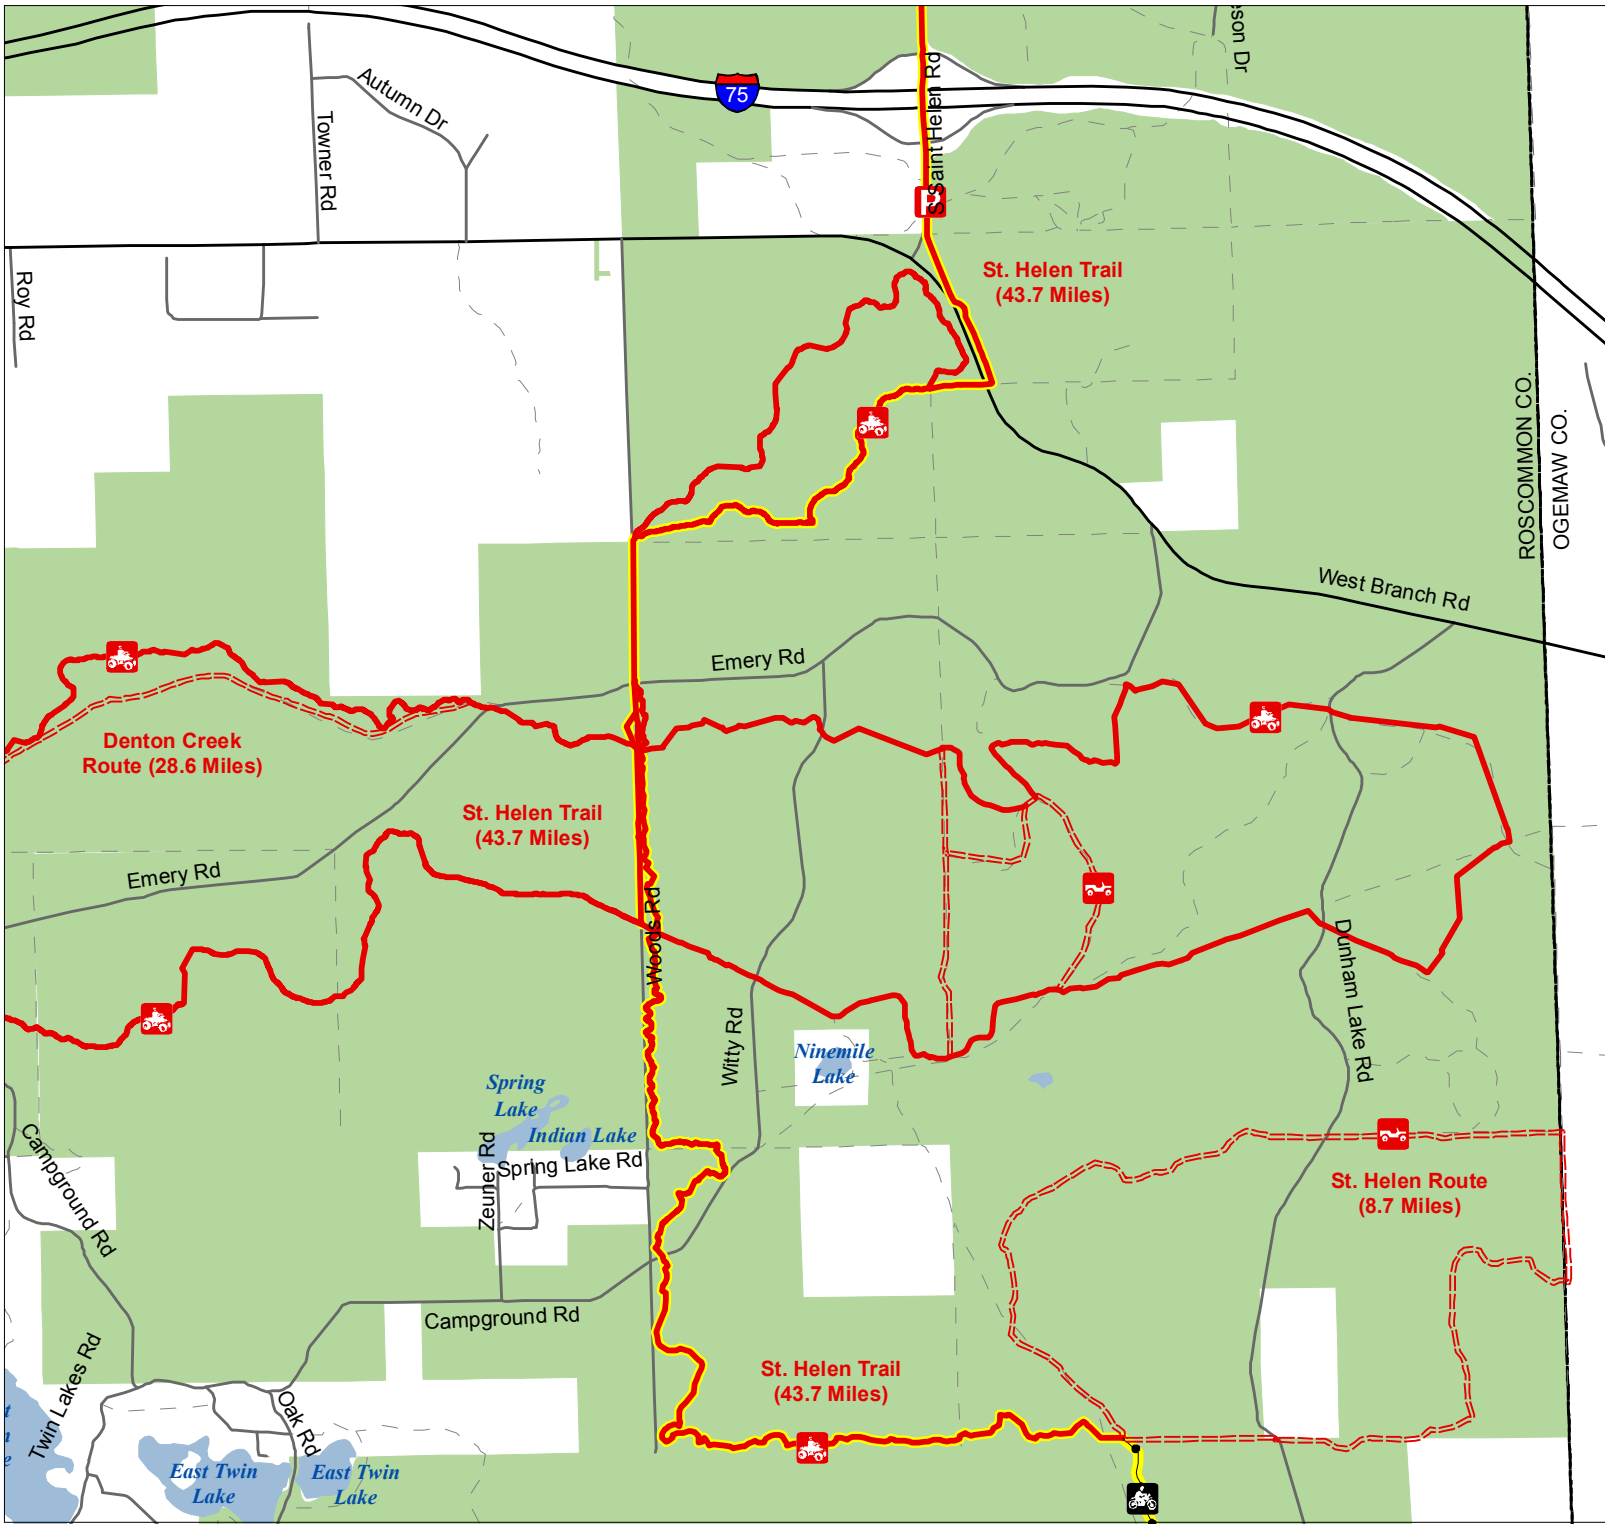 75
Autumn Dr
Towner Rd
S Saint Helen Rd
P
son Dr
Roy Rd
St. Helen Trail
(43.7 Miles)
ROSCOMMON CO.
OGEMAW CO.
West Branch Rd
Emery Rd
Denton Creek
Route (28.6 Miles)
St. Helen Trail
(43.7 Miles)
Emery Rd
Woods Rd
Dunham Lake Rd
Witty Rd
Ninemile
Lake
Spring
Lake
Indian Lake
Spring Lake Rd
Zeuner Rd
Campground Rd
St. Helen Route
(8.7 Miles)
Campground Rd
Twin Lakes Rd
Oak Rd
St. Helen Trail
(43.7 Miles)
East Twin
Lake
East Twin
Lake